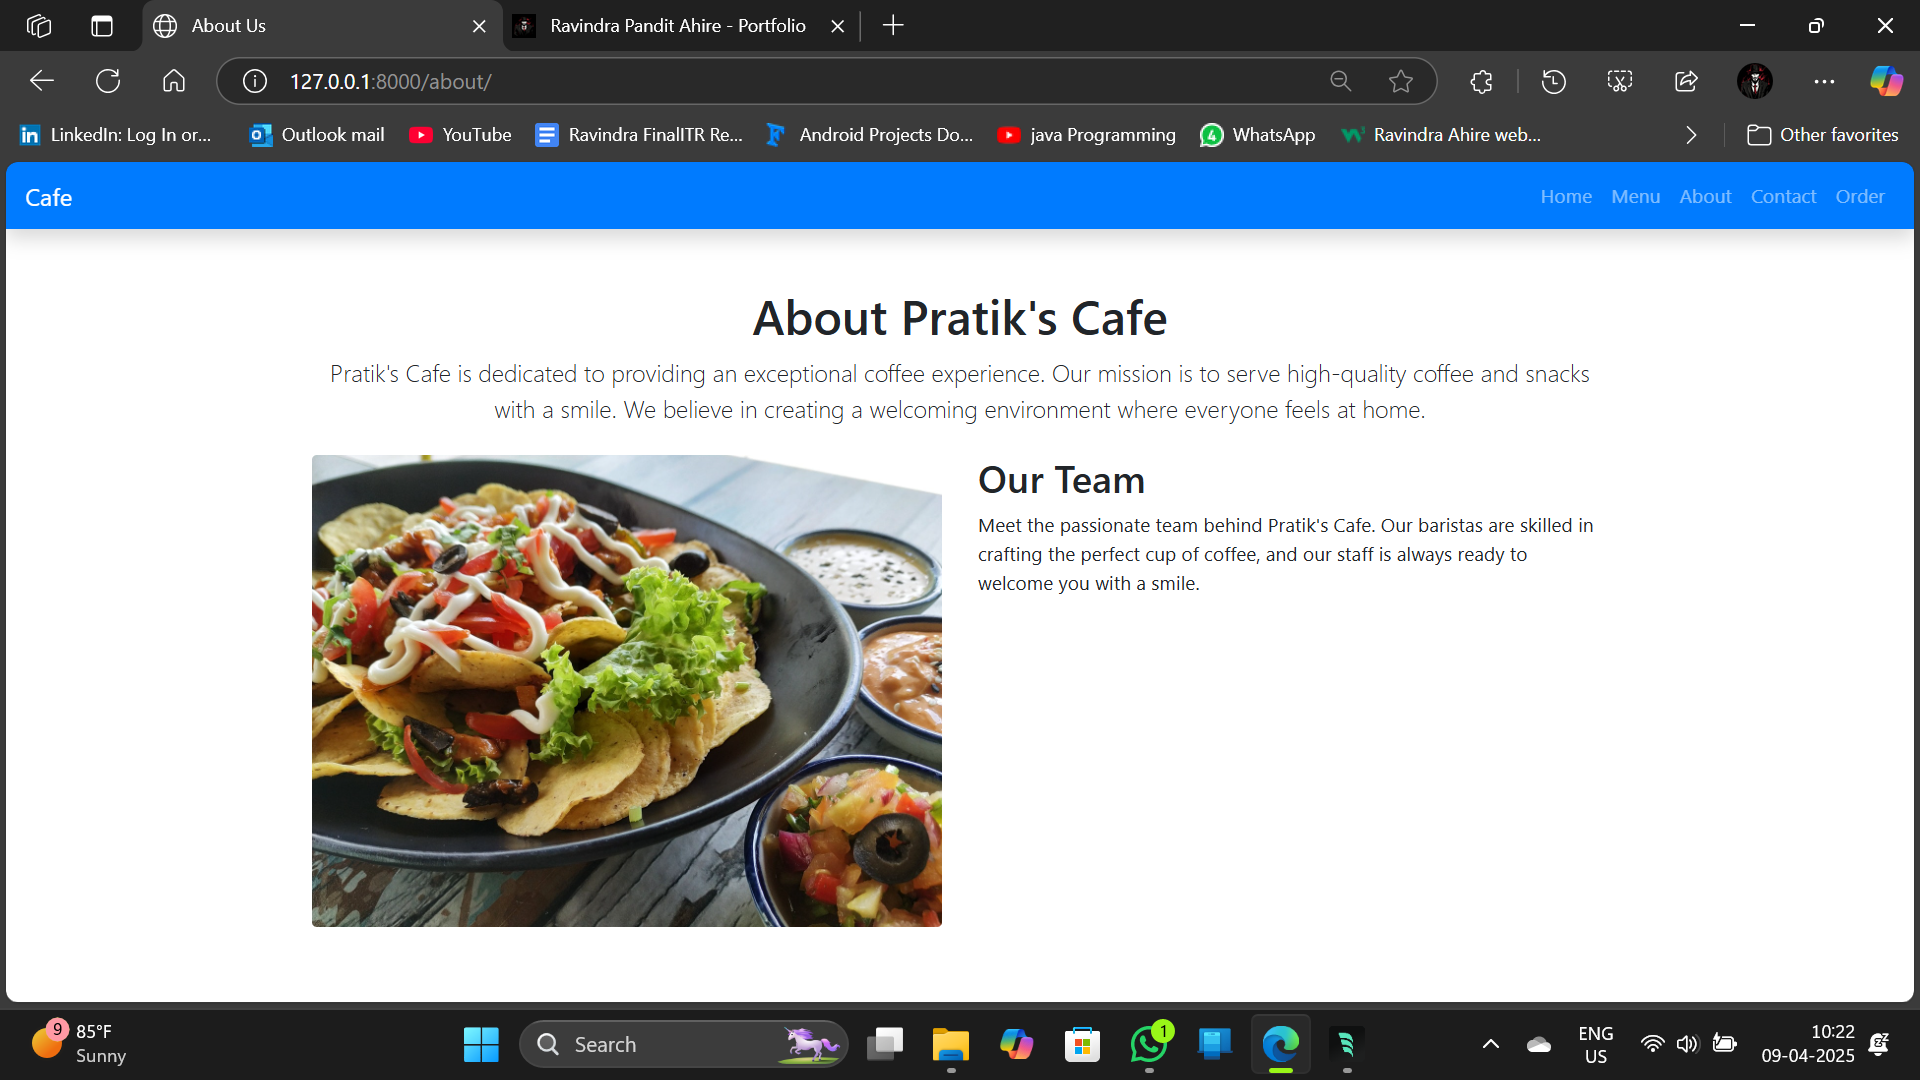 About Us
Ravindra Pandit Ahire - Portfolio
127.0.0.1:8000/about/
LinkedIn: Log In or...
Outlook mail
YouTube
Ravindra FinalITR Re...
Android Projects Do...
java Programming
4
WhatsApp
Ravindra Ahire web...
Other favorites
Cafe
Home
Menu
About
Contact
Order
About Pratik's Cafe
Pratik's Cafe is dedicated to providing an exceptional coffee experience. Our mission is to serve high-quality coffee and snacks
with a smile. We believe in creating a welcoming environment where everyone feels at home.
Our Team
Meet the passionate team behind Pratik's Cafe. Our baristas are skilled in
crafting the perfect cup of coffee, and our staff is always ready to
welcome you with a smile.
9
85°F
Sunny
Search
1
ENG
US
10:22
09-04-2025